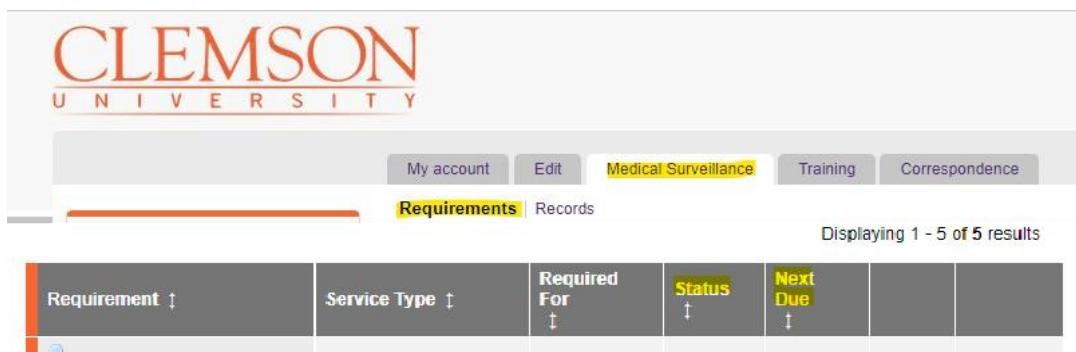 CLEMSON
UNIVERSITY
My account Edit Medical Surveillance Training Correspondence
Requirements | Records
Displaying 1 - 5 of 5 results
Requirement ↕ Service Type ↕ Required For ↕ Status ↕ Next Due ↕